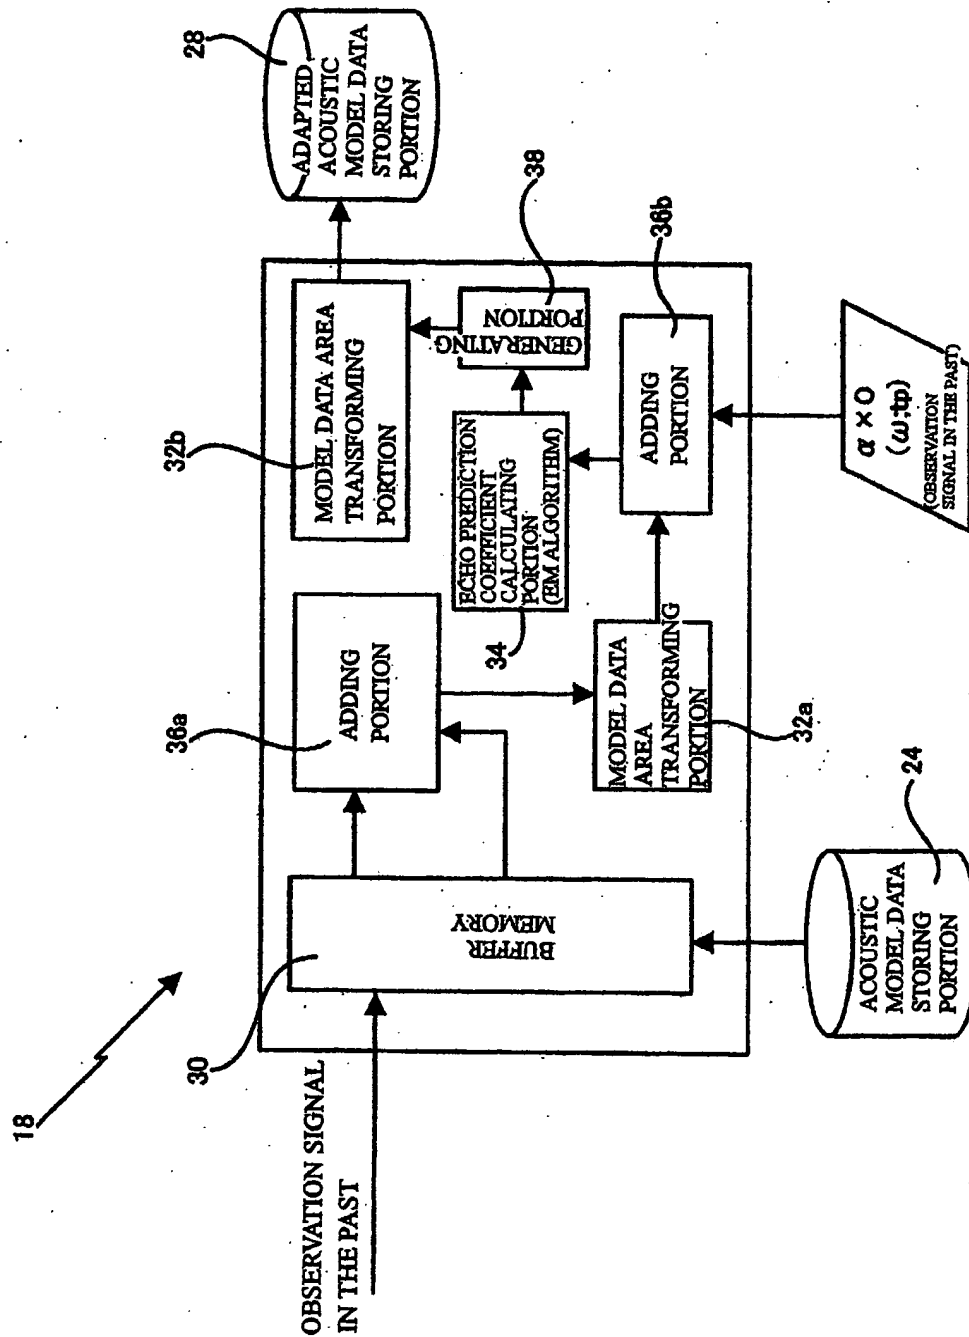 18
OBSERVATION SIGNAL
IN THE PAST
30
BUFFER
MEMORY
36a
ADDING
PORTION
32b
MODEL DATA AREA
TRANSFORMING
PORTION
28
ADAPTED
ACOUSTIC
MODEL DATA
STORING
PORTION
GENERATING
PORTION
38
ECHO PREDICTION
COEFFICIENT
CALCULATING
PORTION
(EM ALGORITHM)
34
MODEL DATA
AREA
TRANSFORMING
PORTION
32a
ADDING
PORTION
36b
ACOUSTIC
MODEL DATA
STORING
PORTION
24
α × O
(ω;tp)
(OBSERVATION
SIGNAL IN THE PAST)